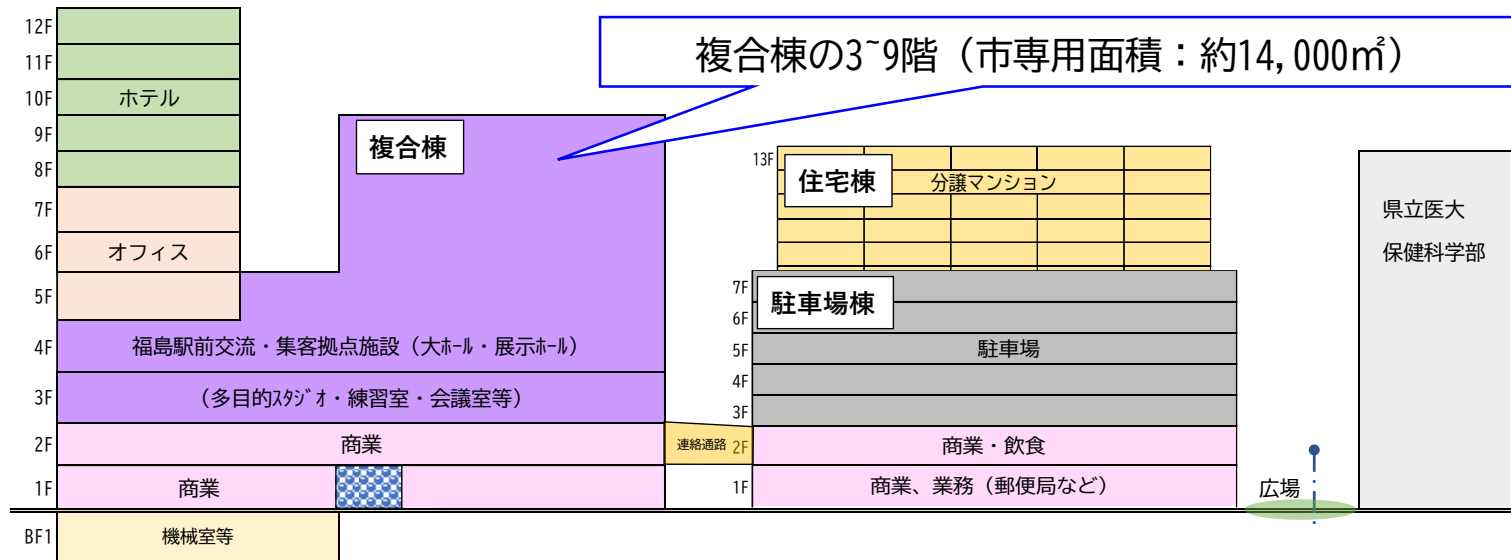 複合棟の3~9階（市専用面積：約14,000㎡）
12F
11F
10F
ホテル
9F
8F
7F
6F
オフィス
5F
複合棟
4F
福島駅前交流・集客拠点施設（大ﾎｰﾙ・展示ﾎｰﾙ）
3F
（多目的ｽﾀｼﾞｵ・練習室・会議室等）
2F
商業
1F
商業
BF1
機械室等
連絡通路
13F
住宅棟
分譲マンション
7F
駐車場棟
6F
5F
駐車場
4F
3F
2F
商業・飲食
1F
商業、業務（郵便局など）
広場
県立医大
保健科学部